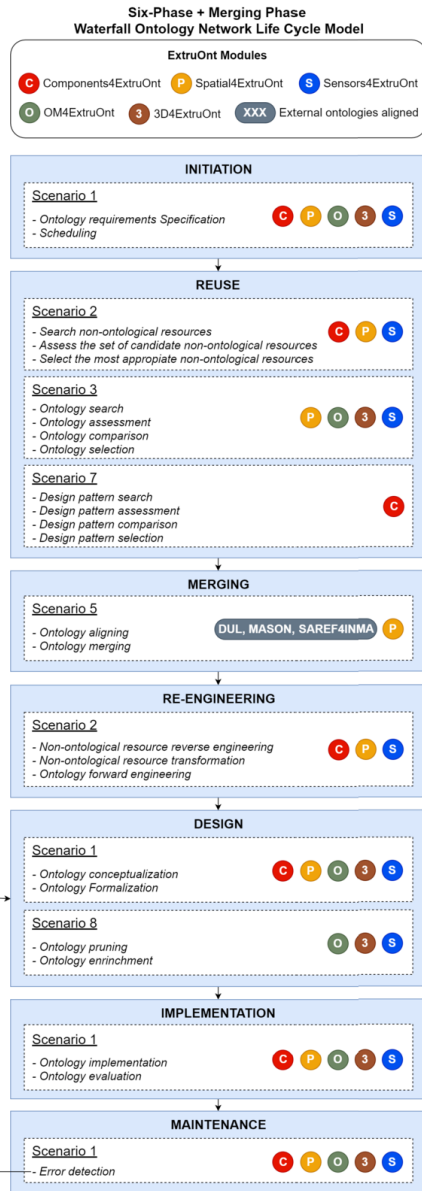 Six-Phase + Merging Phase
Waterfall Ontology Network Life Cycle Model
ExtruOnt Modules
C Components4ExtruOnt P Spatial4ExtruOnt S Sensors4ExtruOnt
O OM4ExtruOnt 3 3D4ExtruOnt XXX External ontologies aligned
INITIATION
Scenario 1
- Ontology requirements Specification
- Scheduling
C P O 3 S
REUSE
Scenario 2
- Search non-ontological resources
- Assess the set of candidate non-ontological resources
- Select the most appropiate non-ontological resources
C P S
Scenario 3
- Ontology search
- Ontology assessment
- Ontology comparison
- Ontology selection
P O 3 S
Scenario 7
- Design pattern search
- Design pattern assessment
- Design pattern comparison
- Design pattern selection
C
MERGING
Scenario 5
- Ontology aligning
- Ontology merging
DUL, MASON, SAREF4INMA P
RE-ENGINEERING
Scenario 2
- Non-ontological resource reverse engineering
- Non-ontological resource transformation
- Ontology forward engineering
C P S
DESIGN
Scenario 1
- Ontology conceptualization
- Ontology Formalization
C P O 3 S
Scenario 8
- Ontology pruning
- Ontology enrinchment
O 3 S
IMPLEMENTATION
Scenario 1
- Ontology implementation
- Ontology evaluation
C P O 3 S
MAINTENANCE
Scenario 1
- Error detection
C P O 3 S